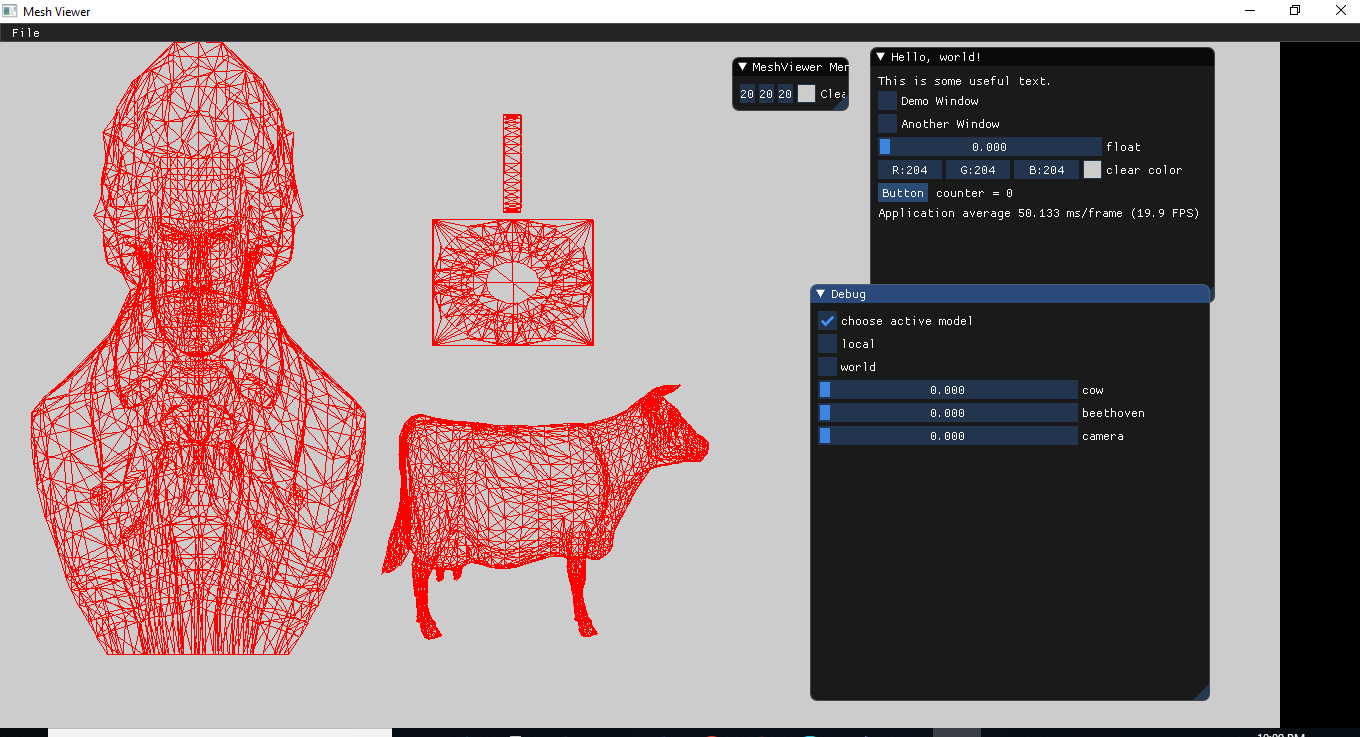 Mesh Viewer
File
MeshViewer Men
20 20 20 Clea
Hello, world!
This is some useful text.
Demo Window
Another Window
0.000 float
R:204 G:204 B:204 clear color
Button counter = 0
Application average 50.133 ms/frame (19.9 FPS)
Debug
choose active model
local
world
0.000 cow
0.000 beethoven
0.000 camera